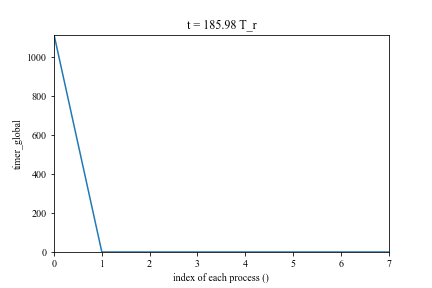 t = 185.98 T_r
timer_global
1000
800
600
400
200
0
0 1 2 3 4 5 6 7
index of each process ()